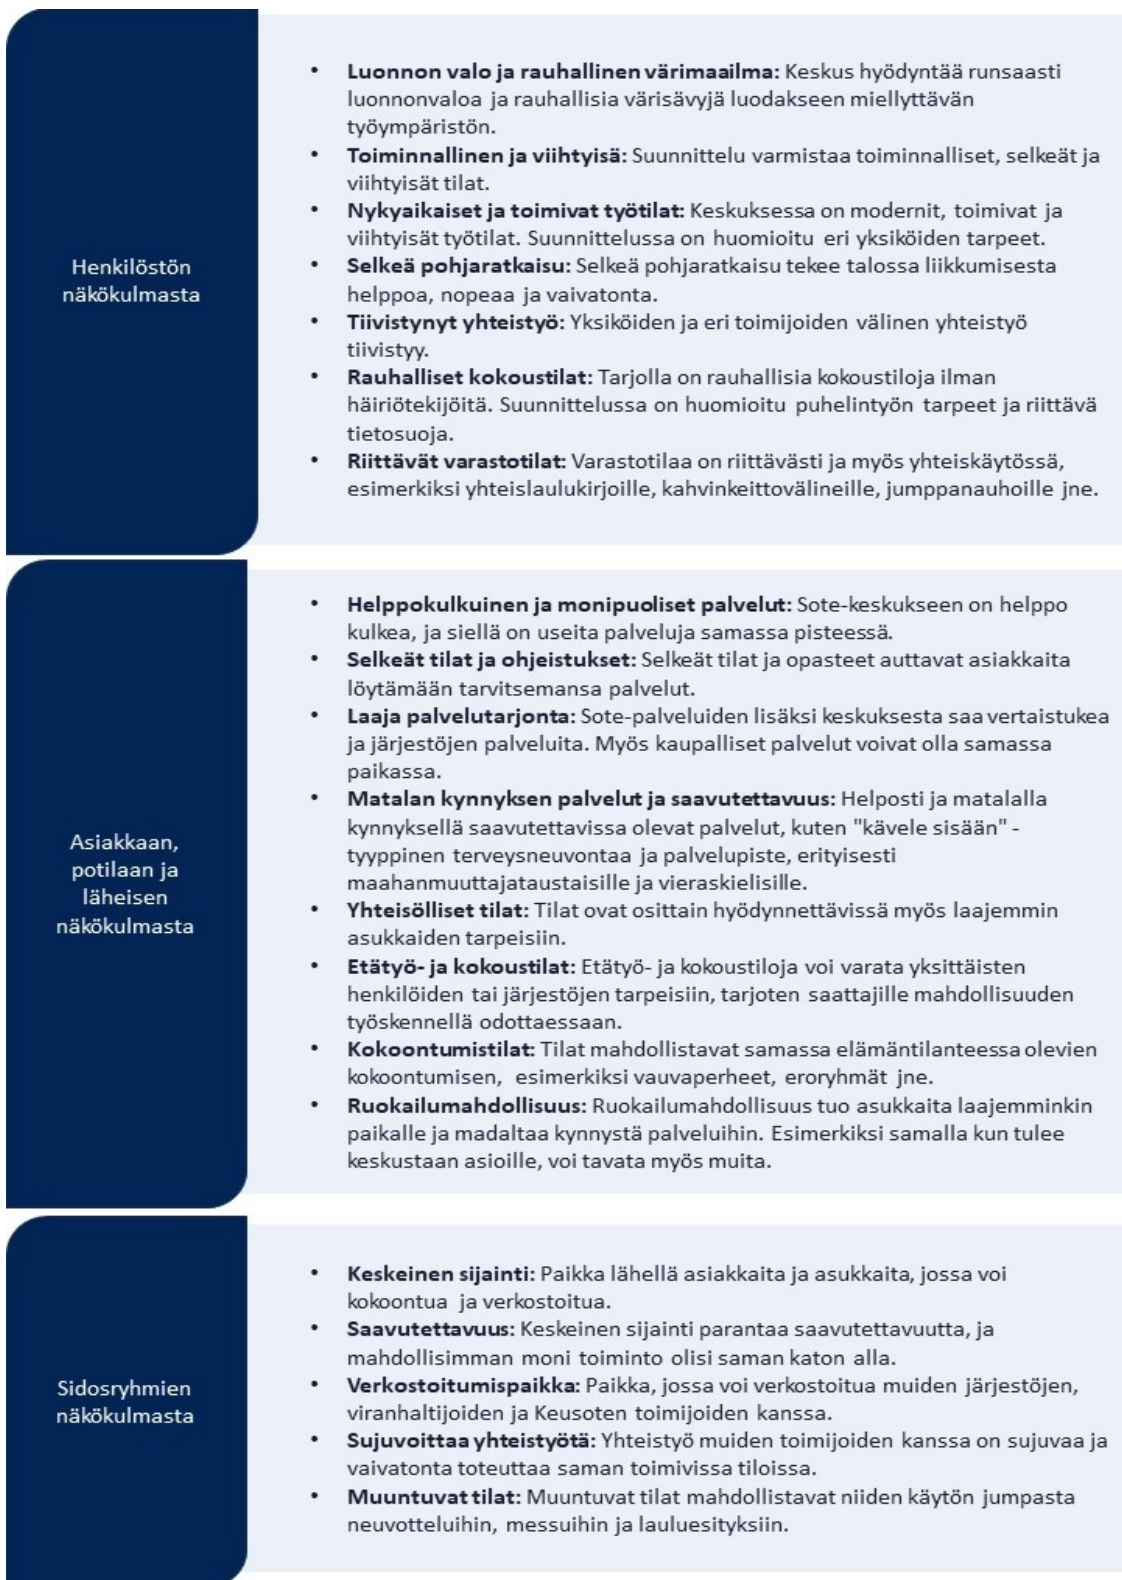 Henkilöstön
näkökulmasta
• Luonnon valo ja rauhallinen värimaailma: Keskus hyödyntää runsaasti
luonnonvaloa ja rauhallisia värisävyjä luodakseen miellyttävän
työympäristön.
• Toiminnallinen ja viihtyisä: Suunnittelu varmistaa toiminnalliset, selkeät ja
viihtyisät tilat.
• Nykyaikaiset ja toimivat työtilat: Keskuksessa on modernit, toimivat ja
viihtyisät työtilat. Suunnittelussa on huomioitu eri yksiköiden tarpeet.
• Selkeä pohjaratkaisu: Selkeä pohjaratkaisu tekee talossa liikkumisesta
helppoa, nopeaa ja vaivatonta.
• Tiivistynyt yhteistyö: Yksiköiden ja eri toimijoiden välinen yhteistyö
tiivistyy.
• Rauhalliset kokoustilat: Tarjolla on rauhallisia kokoustiloja ilman
häiriötekijöitä. Suunnittelussa on huomioitu puhelintyön tarpeet ja riittävä
tietosuoja.
• Riittävät varastotilat: Varastotilaa on riittävästi ja myös yhteiskäytössä,
esimerkiksi yhteislaulukirjoille, kahvinkeittovälineille, jumppanauhoille jne.
Asiakkaan,
potilaan ja
läheisen
näkökulmasta
• Helppokulkuinen ja monipuoliset palvelut: Sote-keskukseen on helppo
kulkea, ja siellä on useita palveluja samassa pisteessä.
• Selkeät tilat ja ohjeistukset: Selkeät tilat ja opasteet auttavat asiakkaita
löytämään tarvitsemansa palvelut.
• Laaja palvelutarjonta: Sote-palveluiden lisäksi keskuksesta saa vertaistukea
ja järjestöjen palveluita. Myös kaupalliset palvelut voivat olla samassa
paikassa.
• Matalan kynnyksen palvelut ja saavutettavuus: Helposti ja matalalla
kynnyksellä saavutettavissa olevat palvelut, kuten "kävele sisään" -
tyyppinen terveysneuvontaa ja palvelupiste, erityisesti
maahanmuuttajataustaisille ja vieraskielisille.
• Yhteisölliset tilat: Tilat ovat osittain hyödynnettävissä myös laajemmin
asukkaiden tarpeisiin.
• Etätyö- ja kokoustilat: Etätyö- ja kokoustiloja voi varata yksittäisten
henkilöiden tai järjestöjen tarpeisiin, tarjoten saattajille mahdollisuuden
työskennellä odottaessaan.
• Kokoontumistilat: Tilat mahdollistavat samassa elämäntilanteessa olevien
kokoontumisen, esimerkiksi vauvaperheet, eroryhmät jne.
• Ruokailumahdollisuus: Ruokailumahdollisuus tuo asukkaita laajemminkin
paikalle ja madaltaa kynnystä palveluihin. Esimerkiksi samalla kun tulee
keskustaan asioille, voi tavata myös muita.
Sidosryhmien
näkökulmasta
• Keskeinen sijainti: Paikka lähellä asiakkaita ja asukkaita, jossa voi
kokoontua ja verkostoitua.
• Saavutettavuus: Keskeinen sijainti parantaa saavutettavuutta, ja
mahdollisimman moni toiminto olisi saman katon alla.
• Verkostoitumispaikka: Paikka, jossa voi verkostoitua muiden järjestöjen,
viranhaltijoiden ja Keusoten toimijoiden kanssa.
• Sujuvoittaa yhteistyötä: Yhteistyö muiden toimijoiden kanssa on sujuvaa ja
vaivatonta toteuttaa saman toimivissa tiloissa.
• Muuntuvat tilat: Muuntuvat tilat mahdollistavat niiden käytön jumpasta
neuvotteluihin, messuihin ja lauluesityksiin.